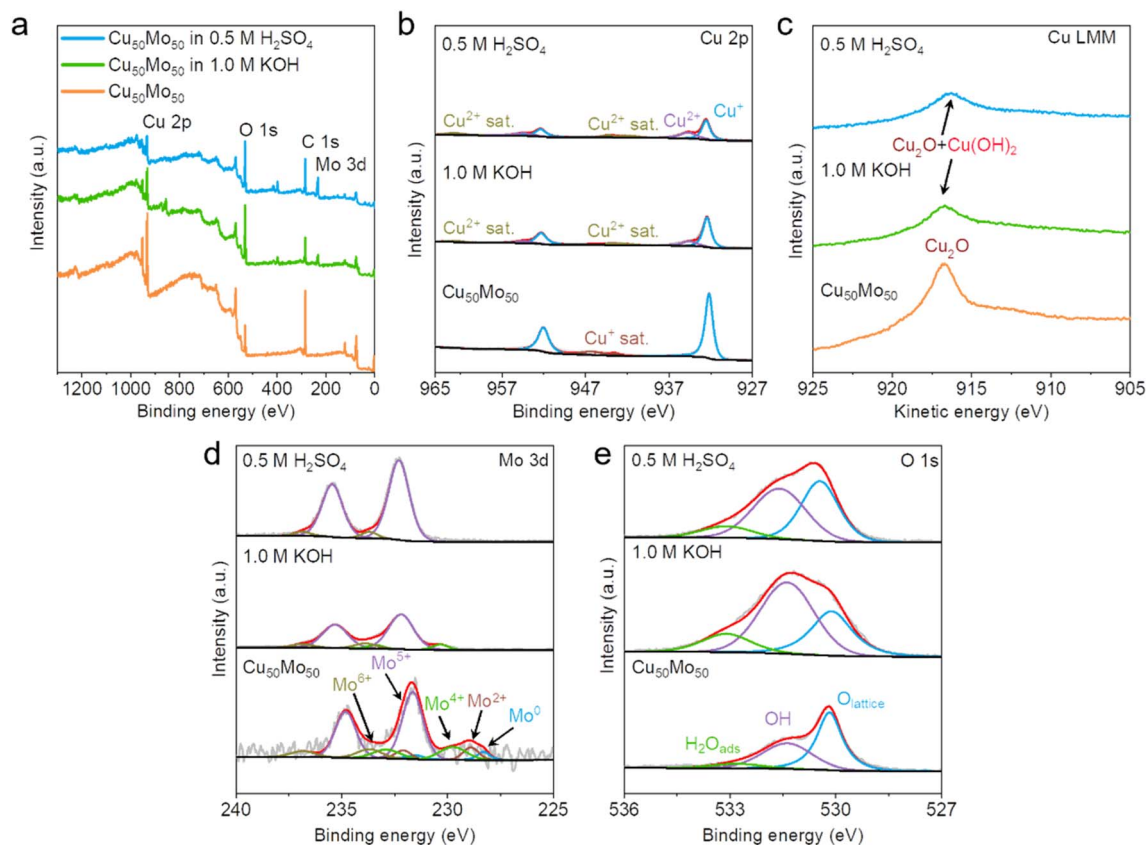 a
Cu₅₀Mo₅₀ in 0.5 M H₂SO₄
Cu₅₀Mo₅₀ in 1.0 M KOH
Cu₅₀Mo₅₀
Cu 2p
O 1s
C 1s
Mo 3d
Intensity (a.u.)
1200 1000 800 600 400 200 0
Binding energy (eV)
b
0.5 M H₂SO₄
Cu 2p
Cu²⁺ sat.
Cu²⁺ sat.
Cu²⁺
Cu⁺
1.0 M KOH
Cu²⁺ sat.
Cu²⁺ sat.
Cu₅₀Mo₅₀
Cu⁺ sat.
Intensity (a.u.)
965 957 947 937 927
Binding energy (eV)
c
0.5 M H₂SO₄
Cu LMM
Cu₂O+Cu(OH)₂
1.0 M KOH
Cu₂O
Cu₅₀Mo₅₀
Intensity (a.u.)
925 920 915 910 905
Kinetic energy (eV)
d
0.5 M H₂SO₄
Mo 3d
1.0 M KOH
Cu₅₀Mo₅₀
Mo⁶⁺
Mo⁵⁺
Mo⁴⁺
Mo²⁺
Mo⁰
Intensity (a.u.)
240 235 230 225
Binding energy (eV)
e
0.5 M H₂SO₄
O 1s
1.0 M KOH
Cu₅₀Mo₅₀
H₂Oads
OH
Olattice
Intensity (a.u.)
536 533 530 527
Binding energy (eV)